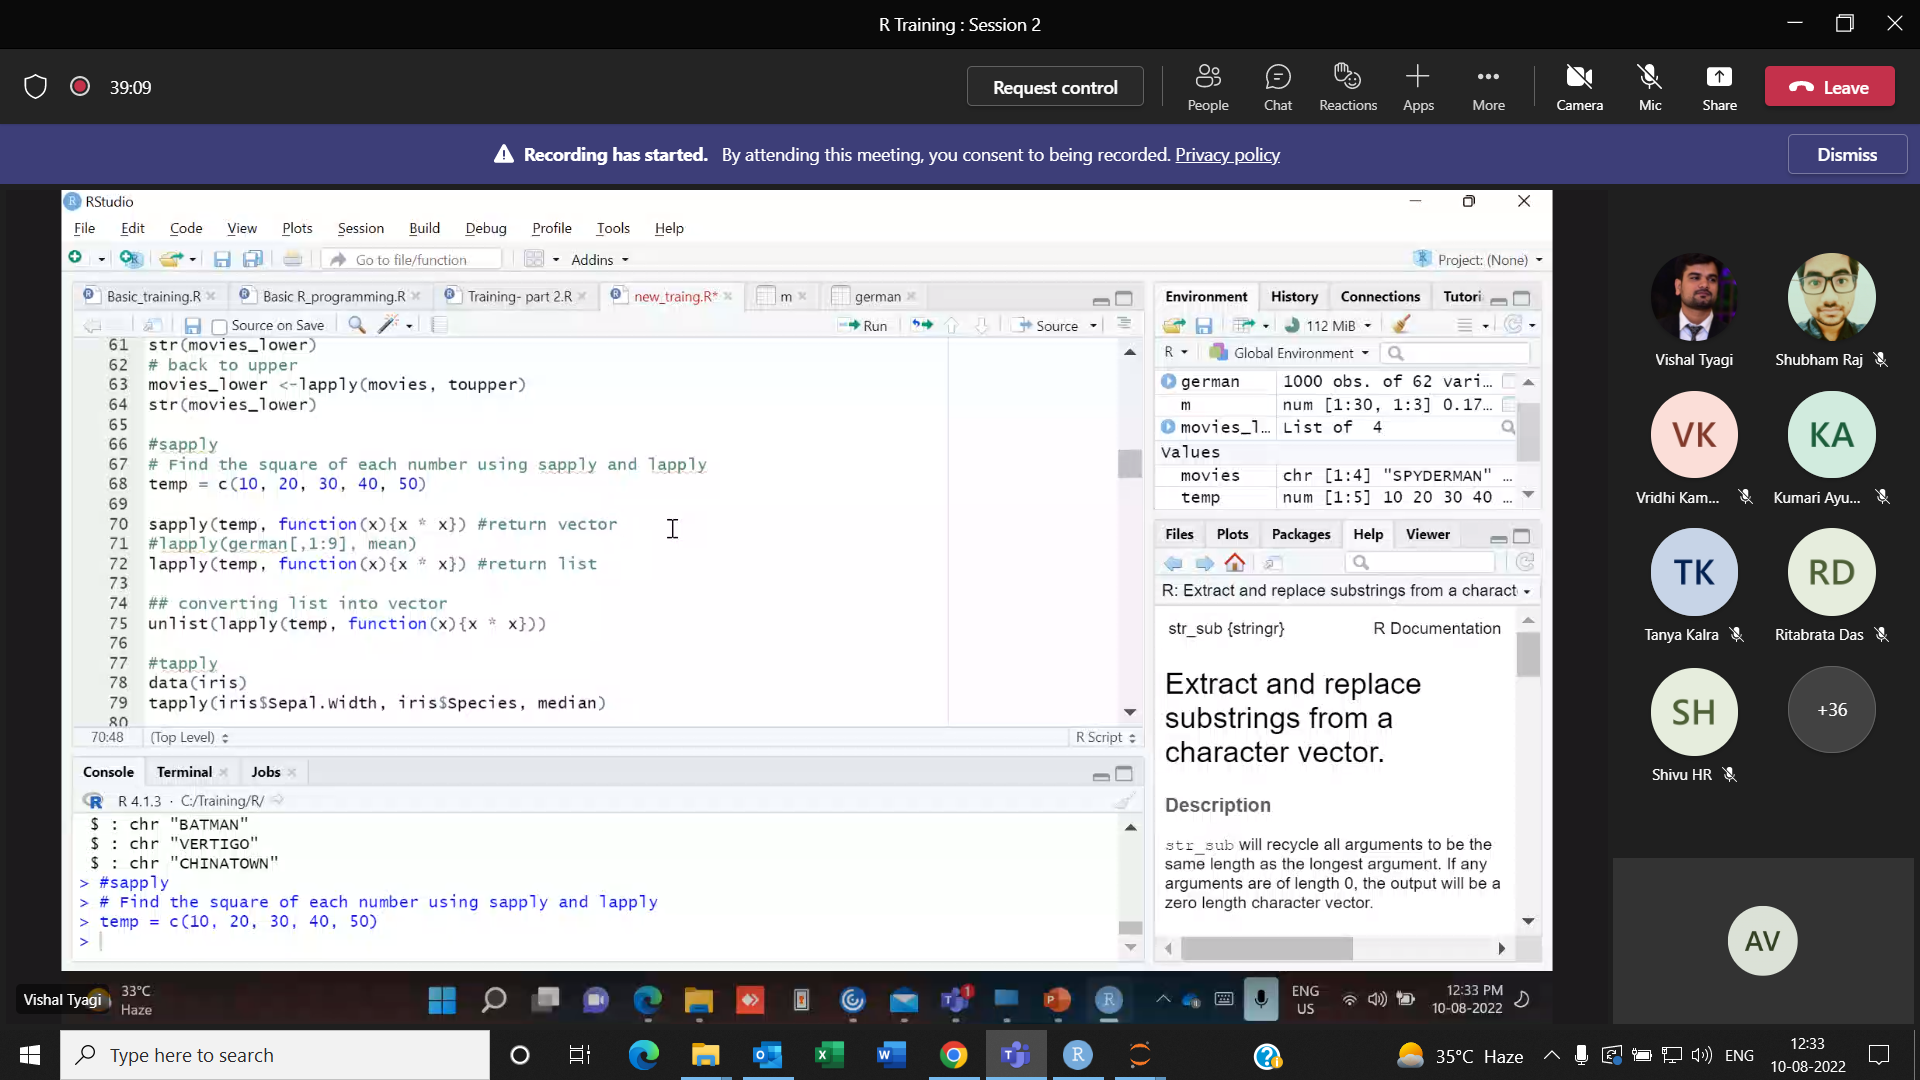 R Training : Session 2
39:09
Request control
People
Chat
Reactions
Apps
More
Camera
Mic
Share
Leave
Recording has started. By attending this meeting, you consent to being recorded. Privacy policy
Dismiss
RStudio
File Edit Code View Plots Session Build Debug Profile Tools Help
Go to file/function
Addins
Project: (None)
Basic_training.R
Basic R_programming.R
Training- part 2.R
new_traing.R*
m
german
Source on Save
Run
Source
61 str(movies_lower)
62 # back to upper
63 movies_lower <-lapply(movies, toupper)
64 str(movies_lower)
65
66 #sapply
67 # Find the square of each number using sapply and lapply
68 temp = c(10, 20, 30, 40, 50)
69
70 sapply(temp, function(x){x * x}) #return vector
71 #lapply(german[,1:9], mean)
72 lapply(temp, function(x){x * x}) #return list
73
74 ## converting list into vector
75 unlist(lapply(temp, function(x){x * x}))
76
77 #tapply
78 data(iris)
79 tapply(iris$Sepal.Width, iris$Species, median)
80
70:48 (Top Level) R Script
Console Terminal Jobs
R 4.1.3 · C:/Training/R/
$ : chr "BATMAN"
$ : chr "VERTIGO"
$ : chr "CHINATOWN"
> #sapply
> # Find the square of each number using sapply and lapply
> temp = c(10, 20, 30, 40, 50)
>
Environment History Connections Tutori
112 MiB
R Global Environment
german 1000 obs. of 62 vari...
m num [1:30, 1:3] 0.17...
movies_l... List of 4
Values
movies chr [1:4] "SPYDERMAN" ...
temp num [1:5] 10 20 30 40 ...
Files Plots Packages Help Viewer
R: Extract and replace substrings from a charact
str_sub {stringr} R Documentation
Extract and replace
substrings from a
character vector.
Description
str_sub will recycle all arguments to be the
same length as the longest argument. If any
arguments are of length 0, the output will be a
zero length character vector.
Vishal Tyagi
Shubham Raj
VK
Vridhi Kam...
KA
Kumari Ayu...
TK
Tanya Kalra
RD
Ritabrata Das
SH
Shivu HR
+36
AV
Vishal Tyagi
33°C
Haze
1
ENG
US
12:33 PM
10-08-2022
Type here to search
35°C Haze
ENG
12:33
10-08-2022